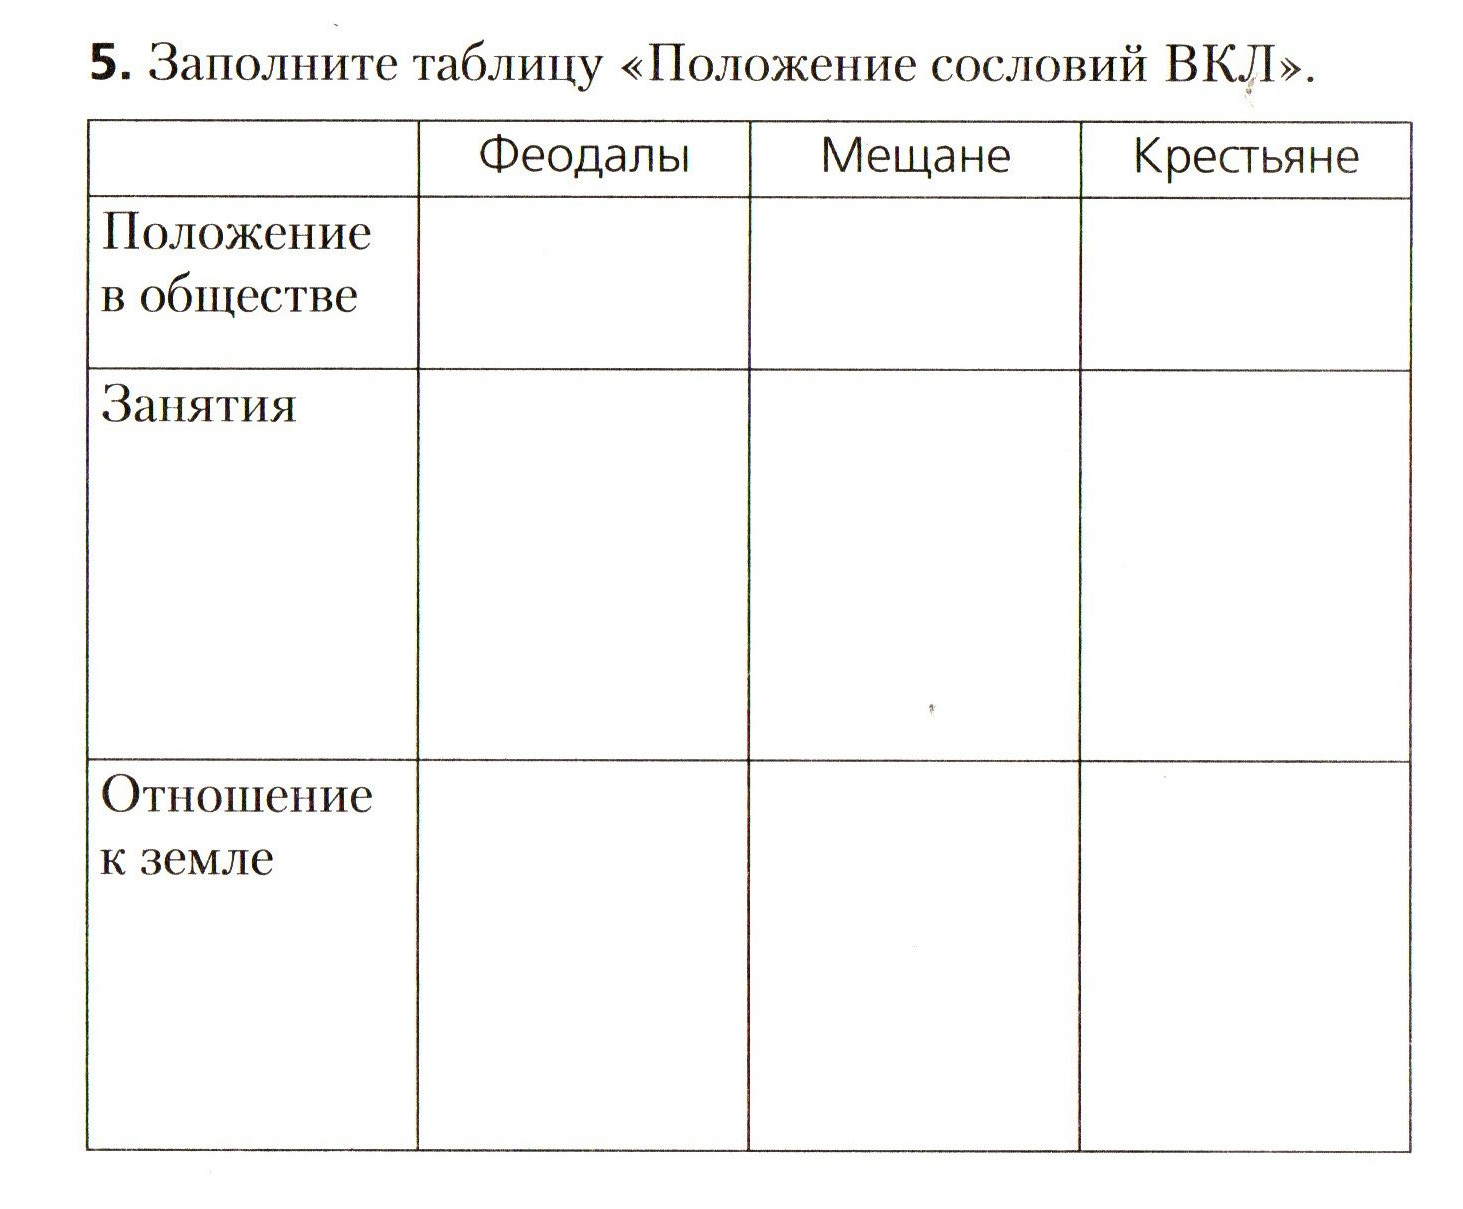 5. Заполните таблицу «Положение сословий ВКЛ».
Феодалы Мещане Крестьяне
Положение
в обществе
Занятия
Отношение
к земле